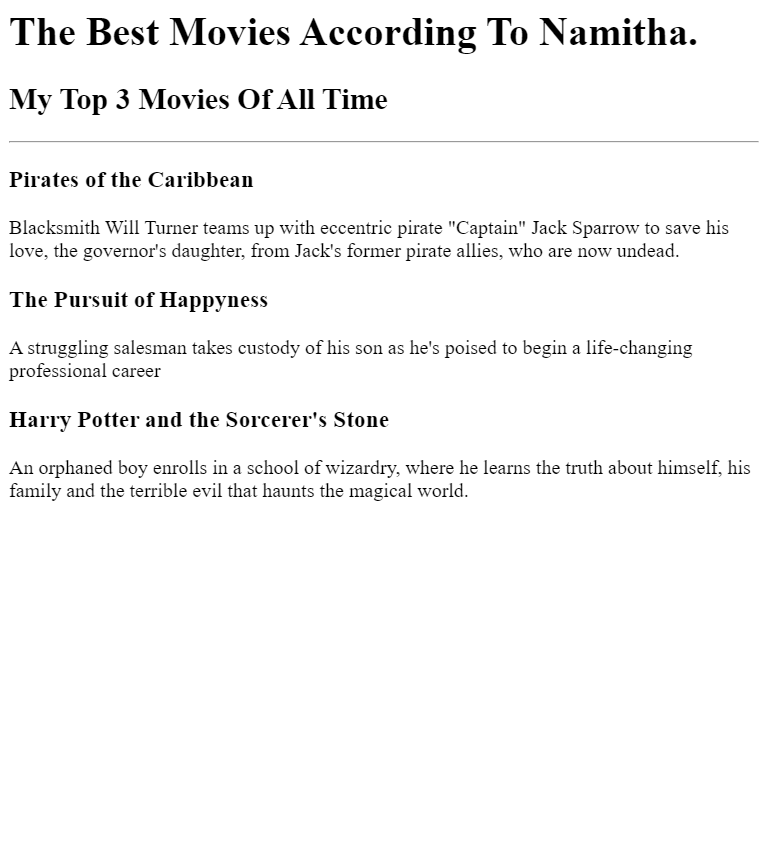 The Best Movies According To Namitha.
My Top 3 Movies Of All Time
Pirates of the Caribbean
Blacksmith Will Turner teams up with eccentric pirate "Captain" Jack Sparrow to save his
love, the governor's daughter, from Jack's former pirate allies, who are now undead.
The Pursuit of Happyness
A struggling salesman takes custody of his son as he's poised to begin a life-changing
professional career
Harry Potter and the Sorcerer's Stone
An orphaned boy enrolls in a school of wizardry, where he learns the truth about himself, his
family and the terrible evil that haunts the magical world.